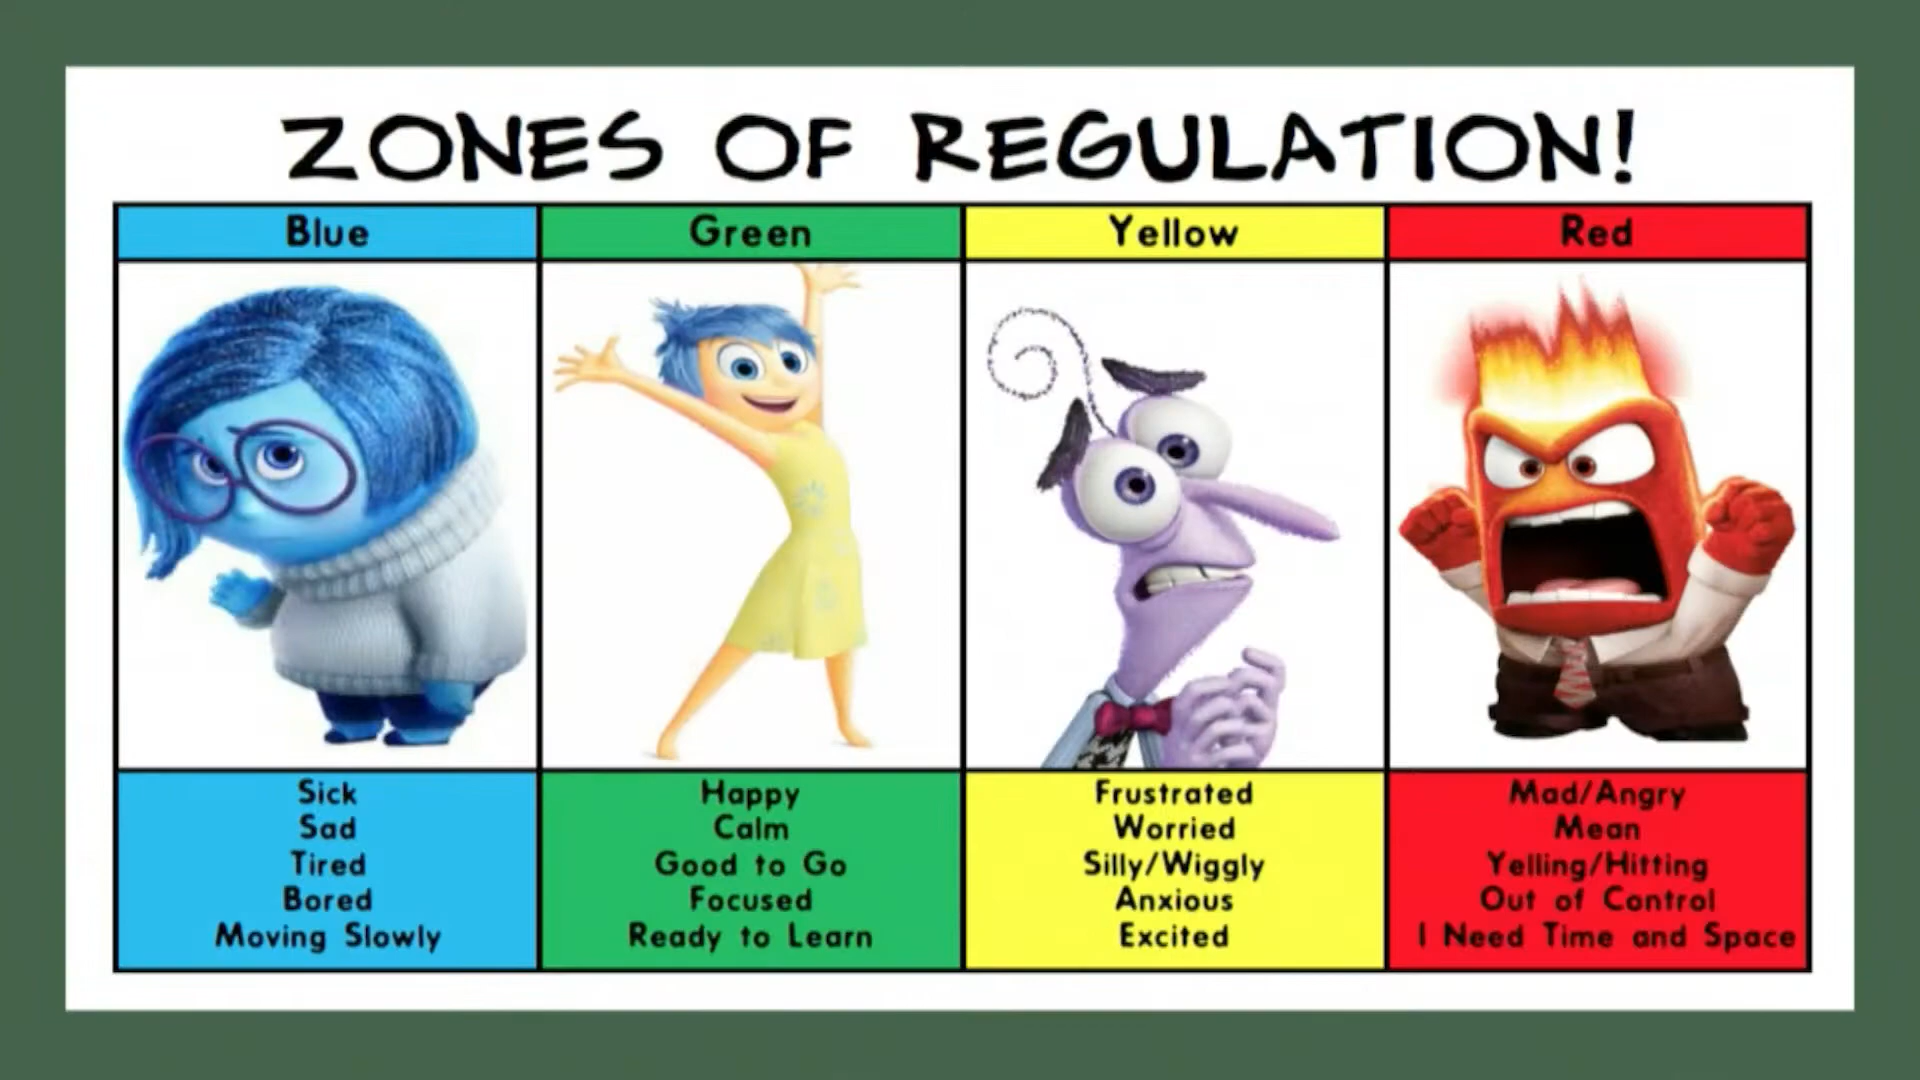 ZONES OF REGULATION!
Blue
Green
Yellow
Red
Sick
Sad
Tired
Bored
Moving Slowly
Happy
Calm
Good to Go
Focused
Ready to Learn
Frustrated
Worried
Silly/Wiggly
Anxious
Excited
Mad/Angry
Mean
Yelling/Hitting
Out of Control
I Need Time and Space